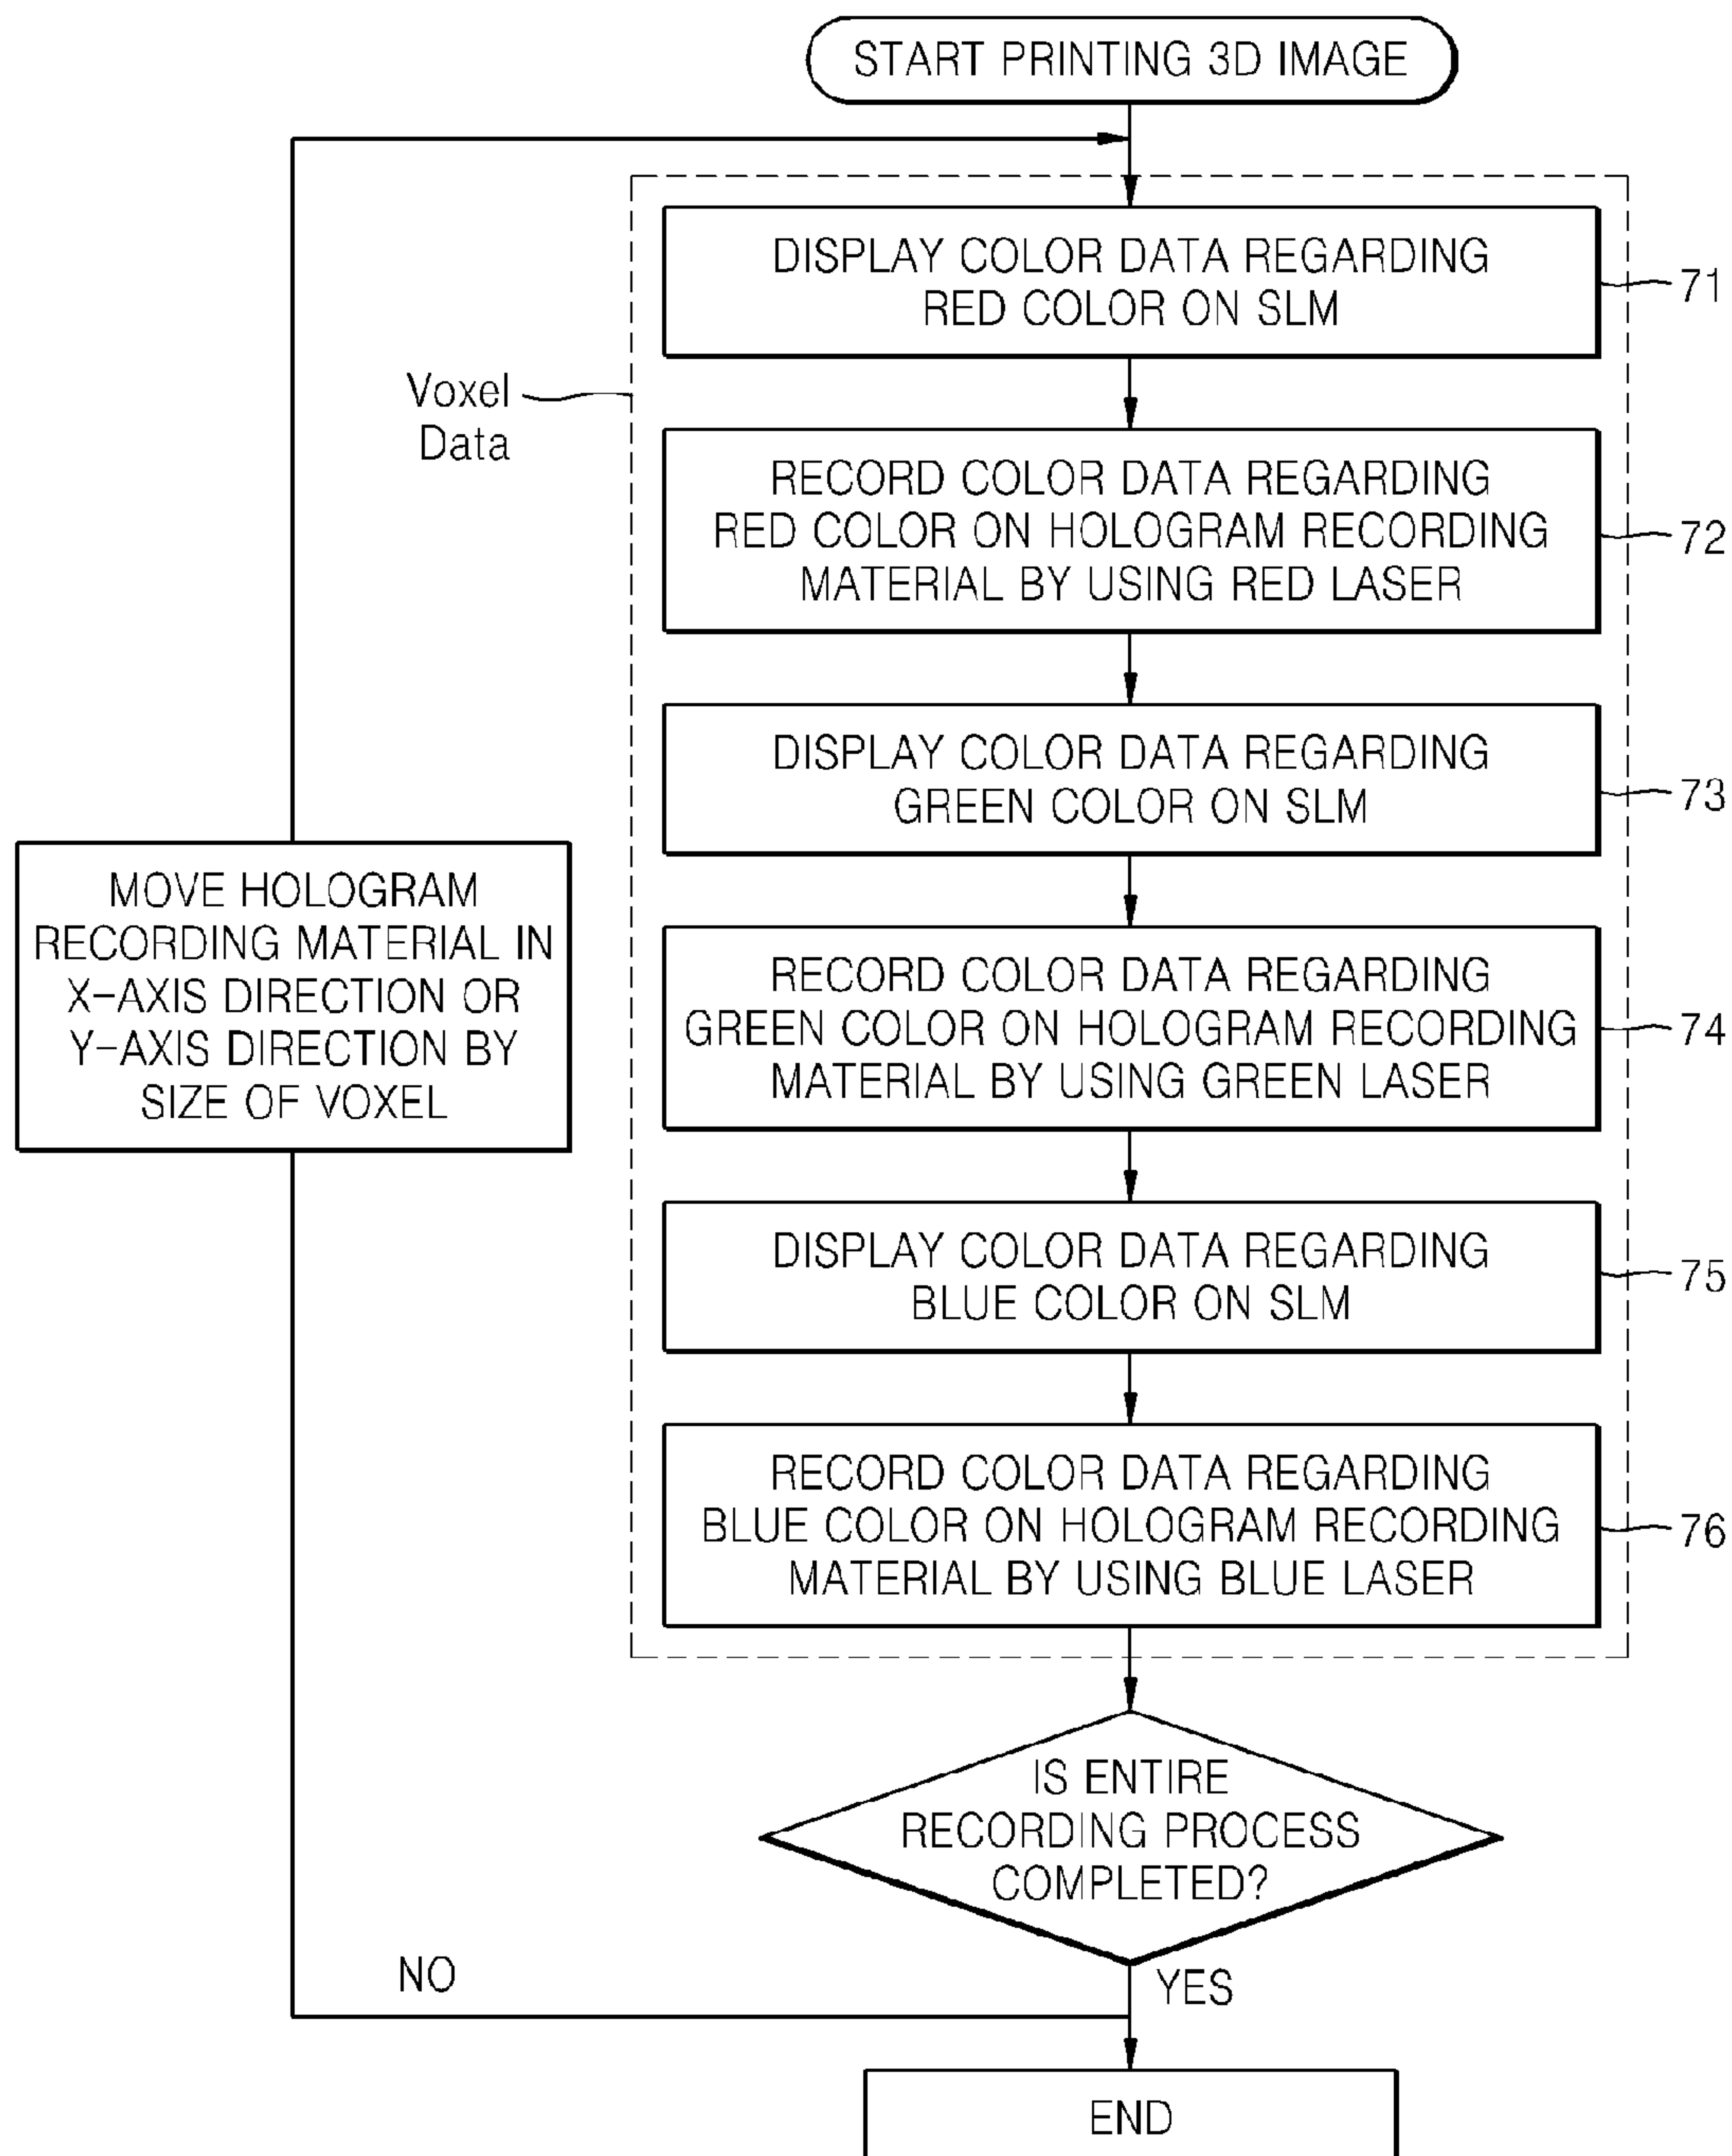 START PRINTING 3D IMAGE
DISPLAY COLOR DATA REGARDING
RED COLOR ON SLM
71
Voxel
Data
RECORD COLOR DATA REGARDING
RED COLOR ON HOLOGRAM RECORDING
MATERIAL BY USING RED LASER
72
DISPLAY COLOR DATA REGARDING
GREEN COLOR ON SLM
73
MOVE HOLOGRAM
RECORDING MATERIAL IN
X-AXIS DIRECTION OR
Y-AXIS DIRECTION BY
SIZE OF VOXEL
RECORD COLOR DATA REGARDING
GREEN COLOR ON HOLOGRAM RECORDING
MATERIAL BY USING GREEN LASER
74
DISPLAY COLOR DATA REGARDING
BLUE COLOR ON SLM
75
RECORD COLOR DATA REGARDING
BLUE COLOR ON HOLOGRAM RECORDING
MATERIAL BY USING BLUE LASER
76
IS ENTIRE
RECORDING PROCESS
COMPLETED?
NO
YES
END